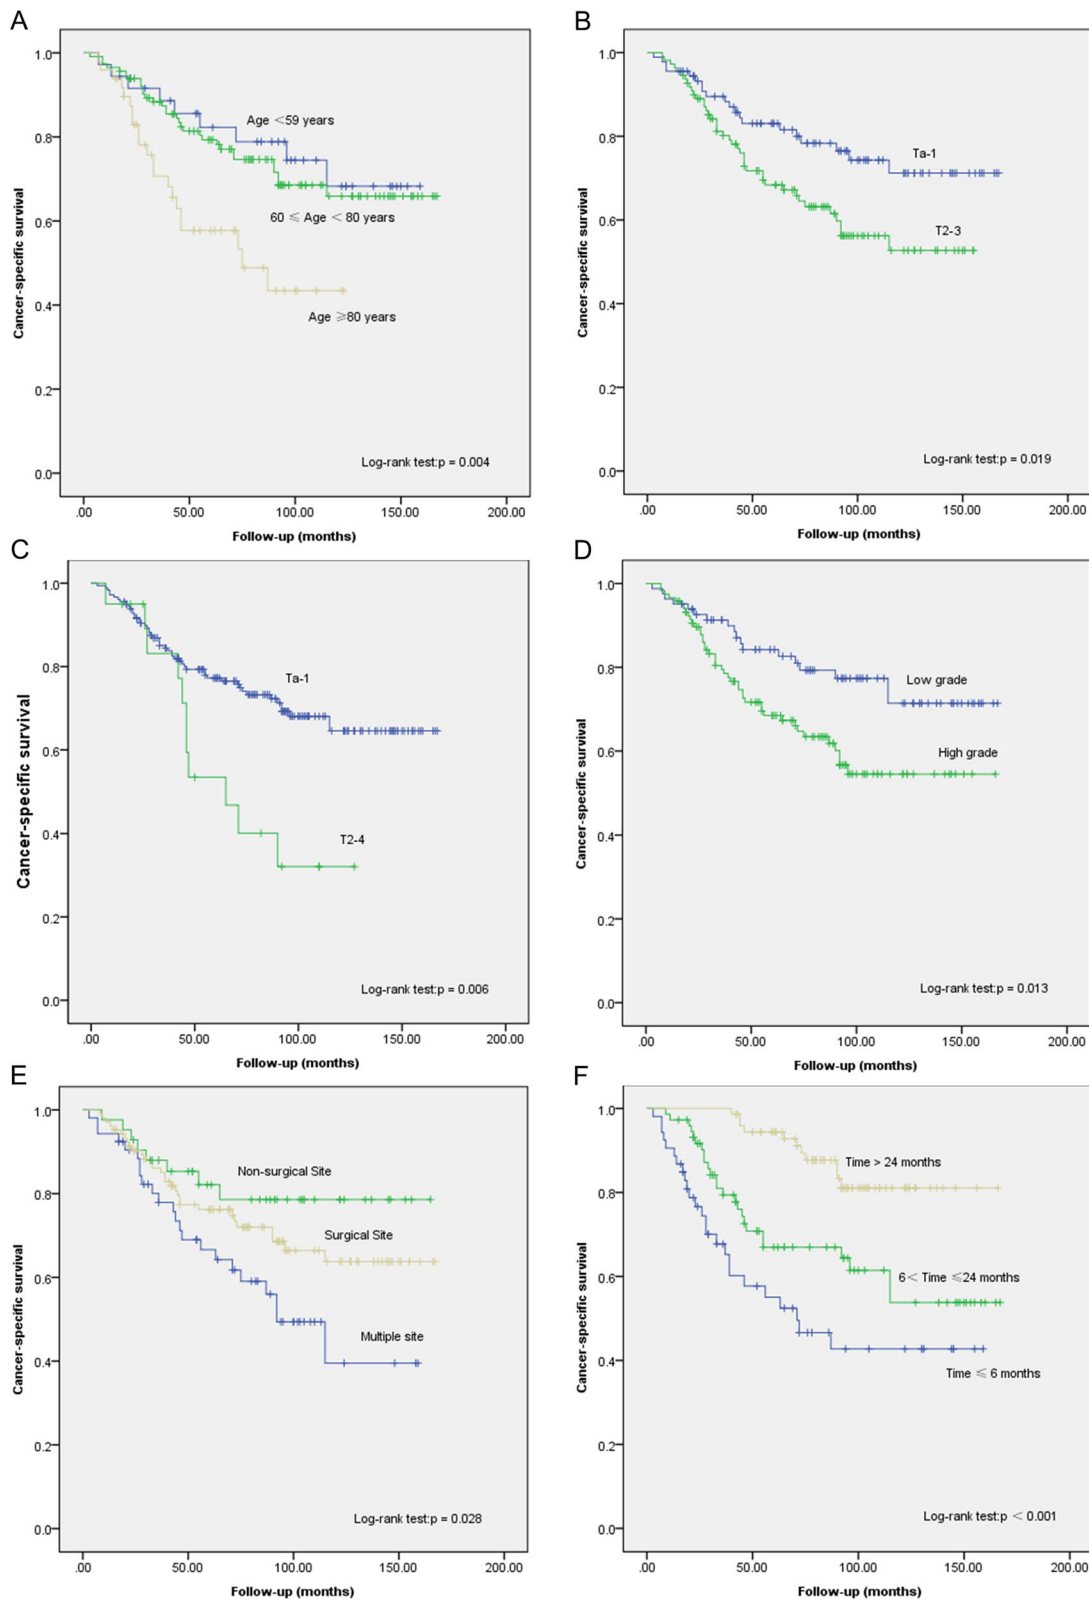 A
1.0
0.8
0.6
0.4
0.2
0.0
Cancer-specific survival
Age <59 years
60 ≤ Age < 80 years
Age ≥80 years
Log-rank test:p = 0.004
.00 50.00 100.00 150.00 200.00
Follow-up (months)
B
1.0
0.8
0.6
0.4
0.2
0.0
Cancer-specific survival
Ta-1
T2-3
Log-rank test:p = 0.019
.00 50.00 100.00 150.00 200.00
Follow-up (months)
C
1.0
0.8
0.6
0.4
0.2
0.0
Cancer-specific survival
Ta-1
T2-4
Log-rank test:p = 0.006
.00 50.00 100.00 150.00 200.00
Follow-up (months)
D
1.0
0.8
0.6
0.4
0.2
0.0
Cancer-specific survival
Low grade
High grade
Log-rank test:p = 0.013
.00 50.00 100.00 150.00 200.00
Follow-up (months)
E
1.0
0.8
0.6
0.4
0.2
0.0
Cancer-specific survival
Non-surgical Site
Surgical Site
Multiple site
Log-rank test:p = 0.028
.00 50.00 100.00 150.00 200.00
Follow-up (months)
F
1.0
0.8
0.6
0.4
0.2
0.0
Cancer-specific survival
Time > 24 months
6 < Time ≤24 months
Time ≤ 6 months
Log-rank test:p < 0.001
.00 50.00 100.00 150.00 200.00
Follow-up (months)